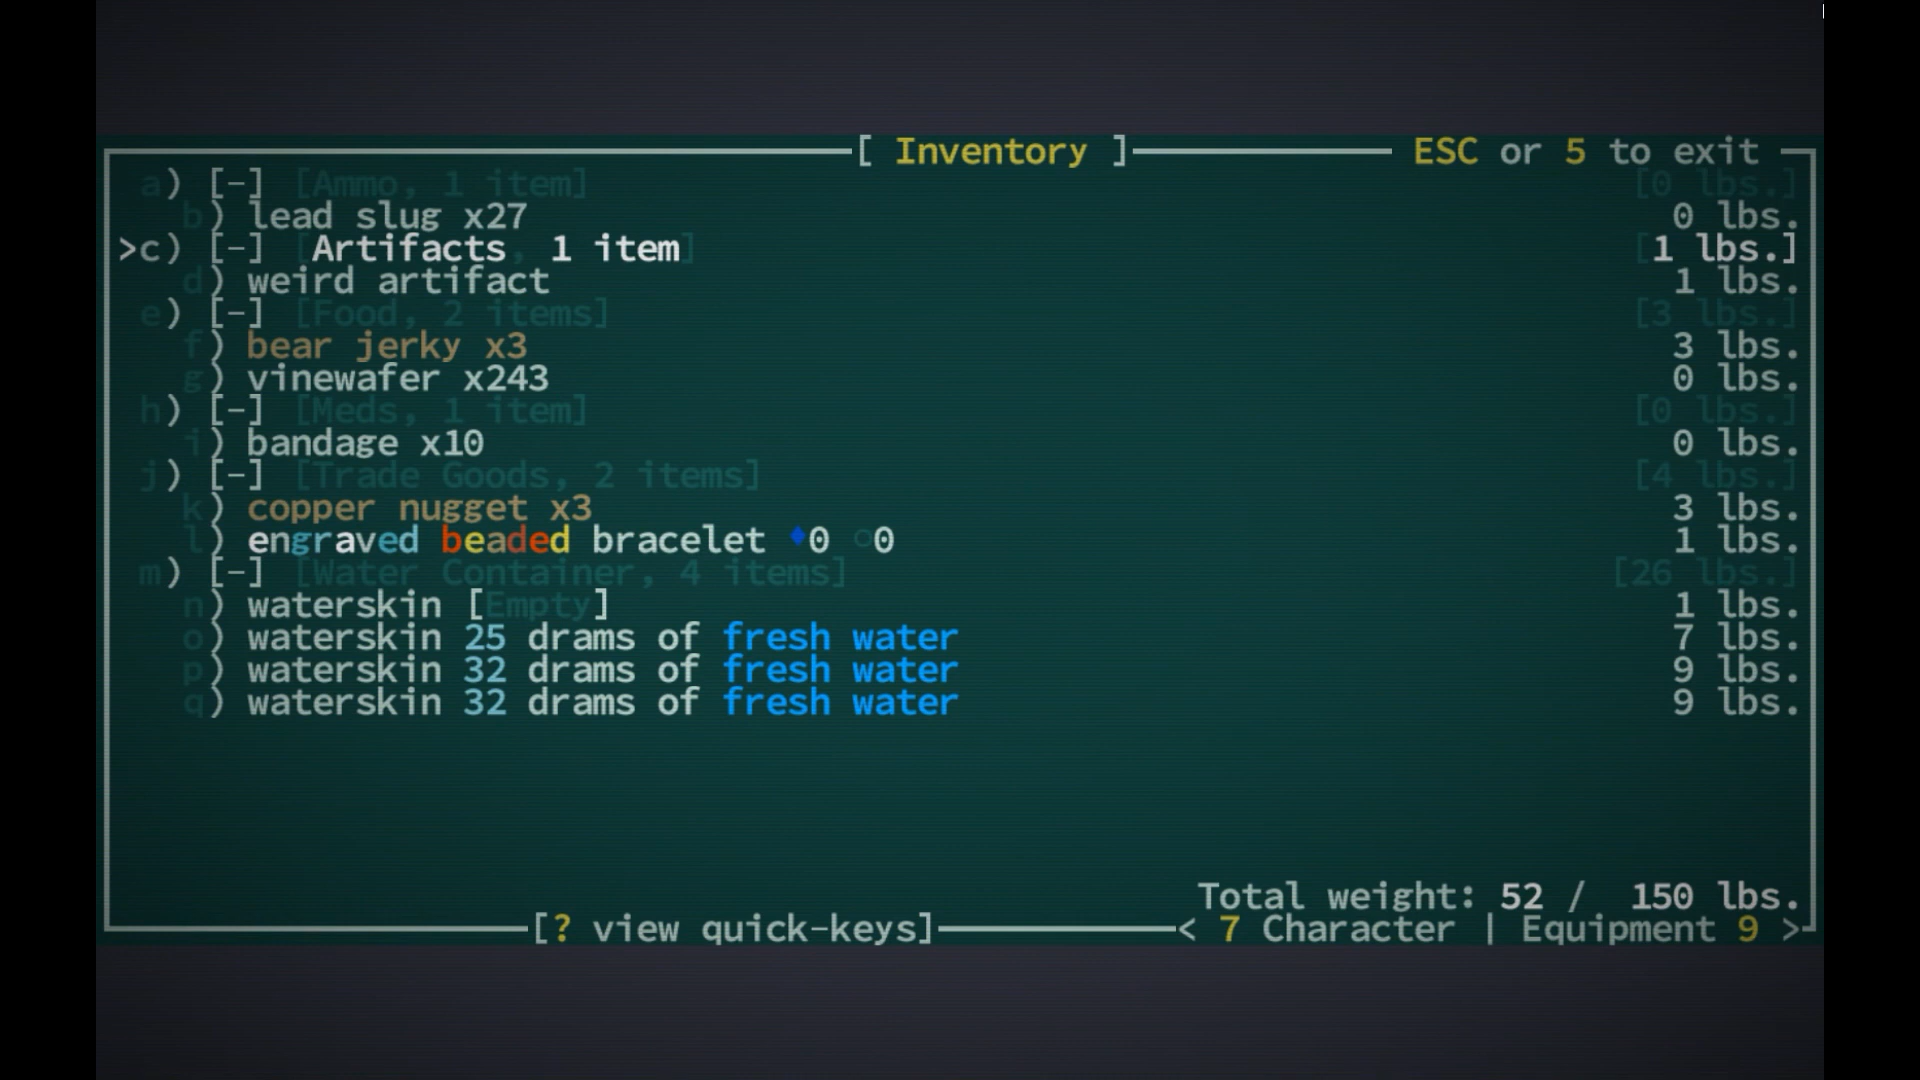 [ Inventory ] ESC or 5 to exit
a) [-] [Ammo, 1 item] [0 lbs.]
b) lead slug x27 0 lbs.
>c) [-] [Artifacts, 1 item] [1 lbs.]
d) weird artifact 1 lbs.
e) [-] [Food, 2 items] [3 lbs.]
f) bear jerky x3 3 lbs.
g) vinewafer x243 0 lbs.
h) [-] [Meds, 1 item] [0 lbs.]
i) bandage x10 0 lbs.
j) [-] [Trade Goods, 2 items] [4 lbs.]
k) copper nugget x3 3 lbs.
l) engraved beaded bracelet ♦0 ○0 1 lbs.
m) [-] [Water Container, 4 items] [26 lbs.]
n) waterskin [Empty] 1 lbs.
o) waterskin 25 drams of fresh water 7 lbs.
p) waterskin 32 drams of fresh water 9 lbs.
q) waterskin 32 drams of fresh water 9 lbs.
Total weight: 52 / 150 lbs.
[? view quick-keys] < 7 Character | Equipment 9 >